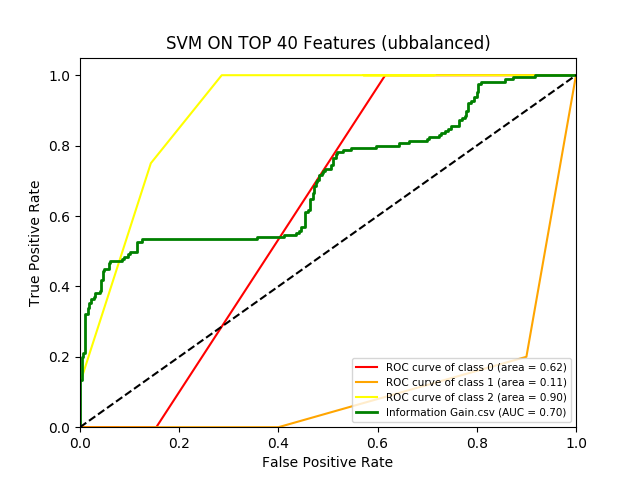 SVM ON TOP 40 Features (ubbalanced)
1.0
0.8
0.6
0.4
0.2
0.0
True Positive Rate
ROC curve of class 0 (area = 0.62)
ROC curve of class 1 (area = 0.11)
ROC curve of class 2 (area = 0.90)
Information Gain.csv (AUC = 0.70)
0.0 0.2 0.4 0.6 0.8 1.0
False Positive Rate